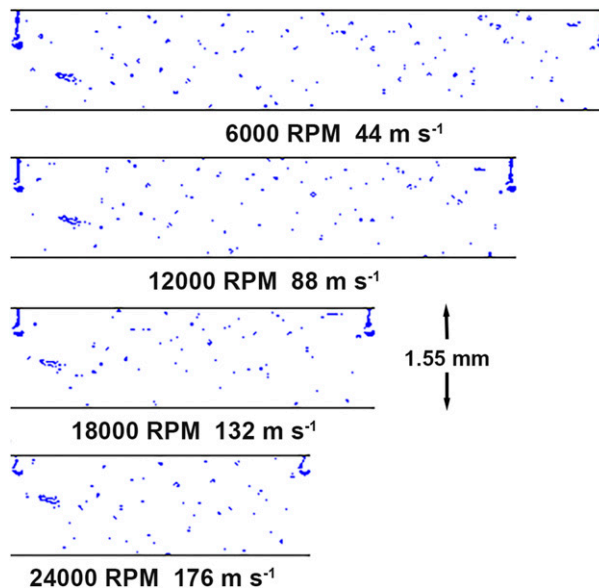 6000 RPM 44 m s⁻¹
12000 RPM 88 m s⁻¹
18000 RPM 132 m s⁻¹
1.55 mm
24000 RPM 176 m s⁻¹